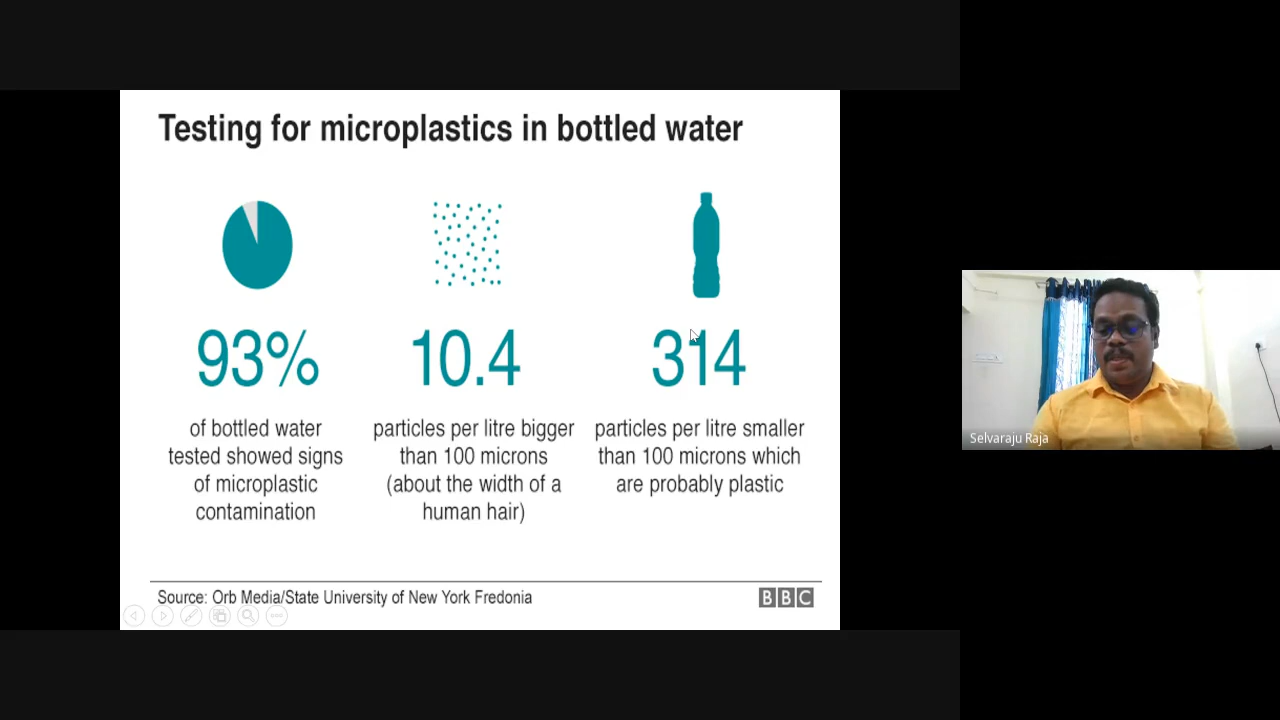 Testing for microplastics in bottled water
93%
of bottled water
tested showed signs
of microplastic
contamination
10.4
particles per litre bigger
than 100 microns
(about the width of a
human hair)
314
particles per litre smaller
than 100 microns which
are probably plastic
Source: Orb Media/State University of New York Fredonia
BBC
Selvaraju Raja